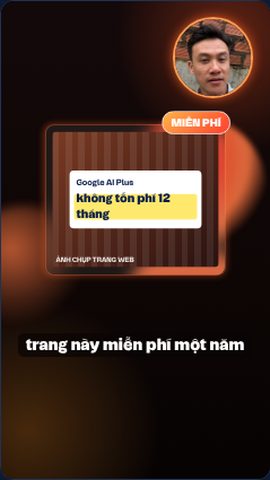 MIỄN PHÍ
Google AI Plus
không tốn phí 12
tháng
ẢNH CHỤP TRANG WEB
trang này miễn phí một năm